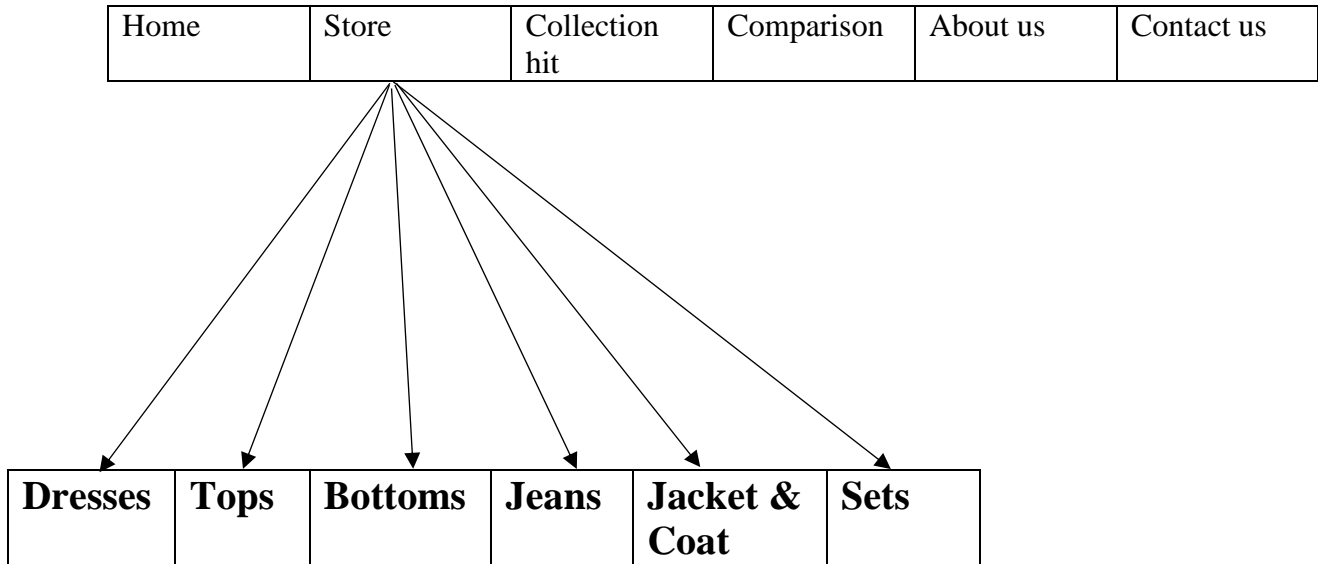 Home Store Collection Comparison About us Contact us
hit
Dresses Tops Bottoms Jeans Jacket & Sets
Coat